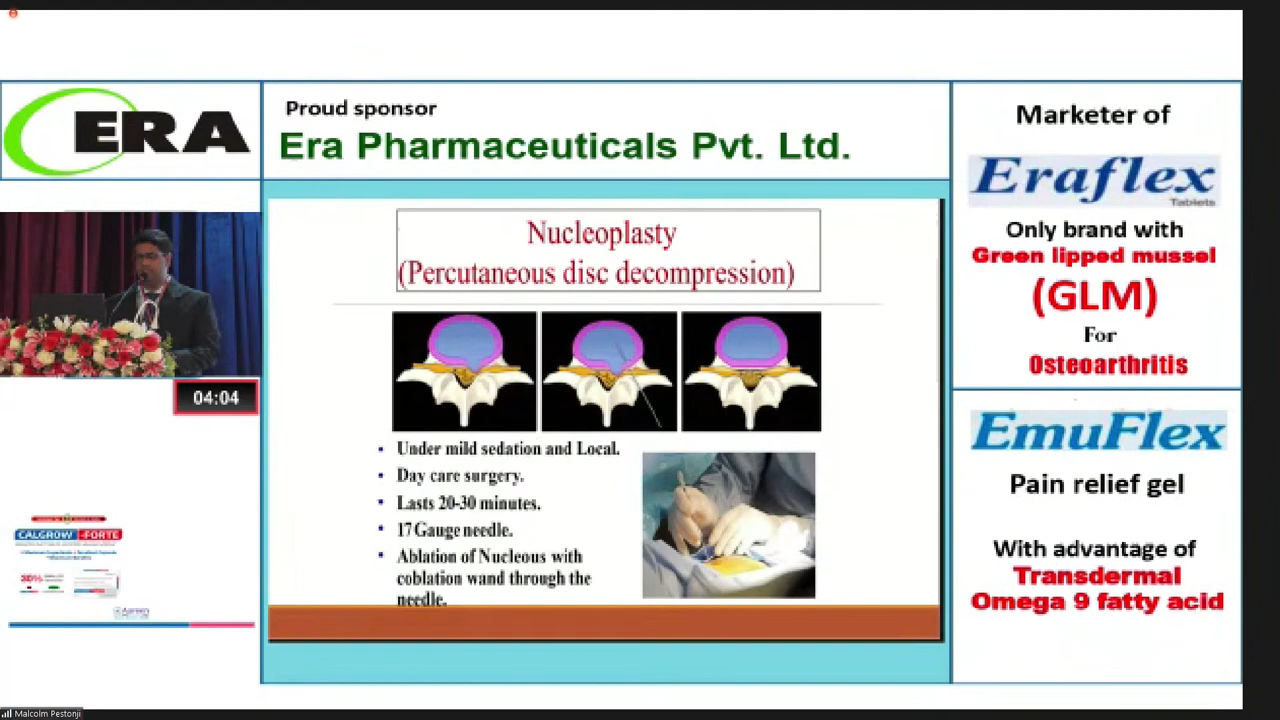 ERA
Proud sponsor
Era Pharmaceuticals Pvt. Ltd.
04:04
CALGROW -FORTE
Nucleoplasty
(Percutaneous disc decompression)
• Under mild sedation and Local.
• Day care surgery.
• Lasts 20-30 minutes.
• 17 Gauge needle.
• Ablation of Nucleous with
coblation wand through the
needle.
Marketer of
Eraflex
Tablets
Only brand with
Green lipped mussel
(GLM)
For
Osteoarthritis
EmuFlex
Pain relief gel
With advantage of
Transdermal
Omega 9 fatty acid
Malcolm Pestonji